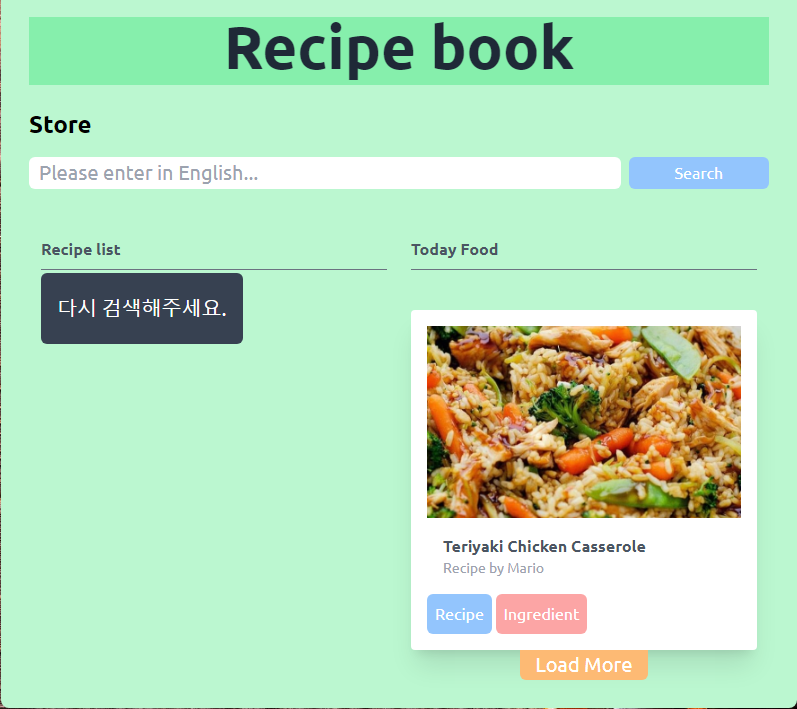 Recipe book
Store
Please enter in English...
Search
Recipe list
다시 검색해주세요.
Today Food
Teriyaki Chicken Casserole
Recipe by Mario
Recipe
Ingredient
Load More